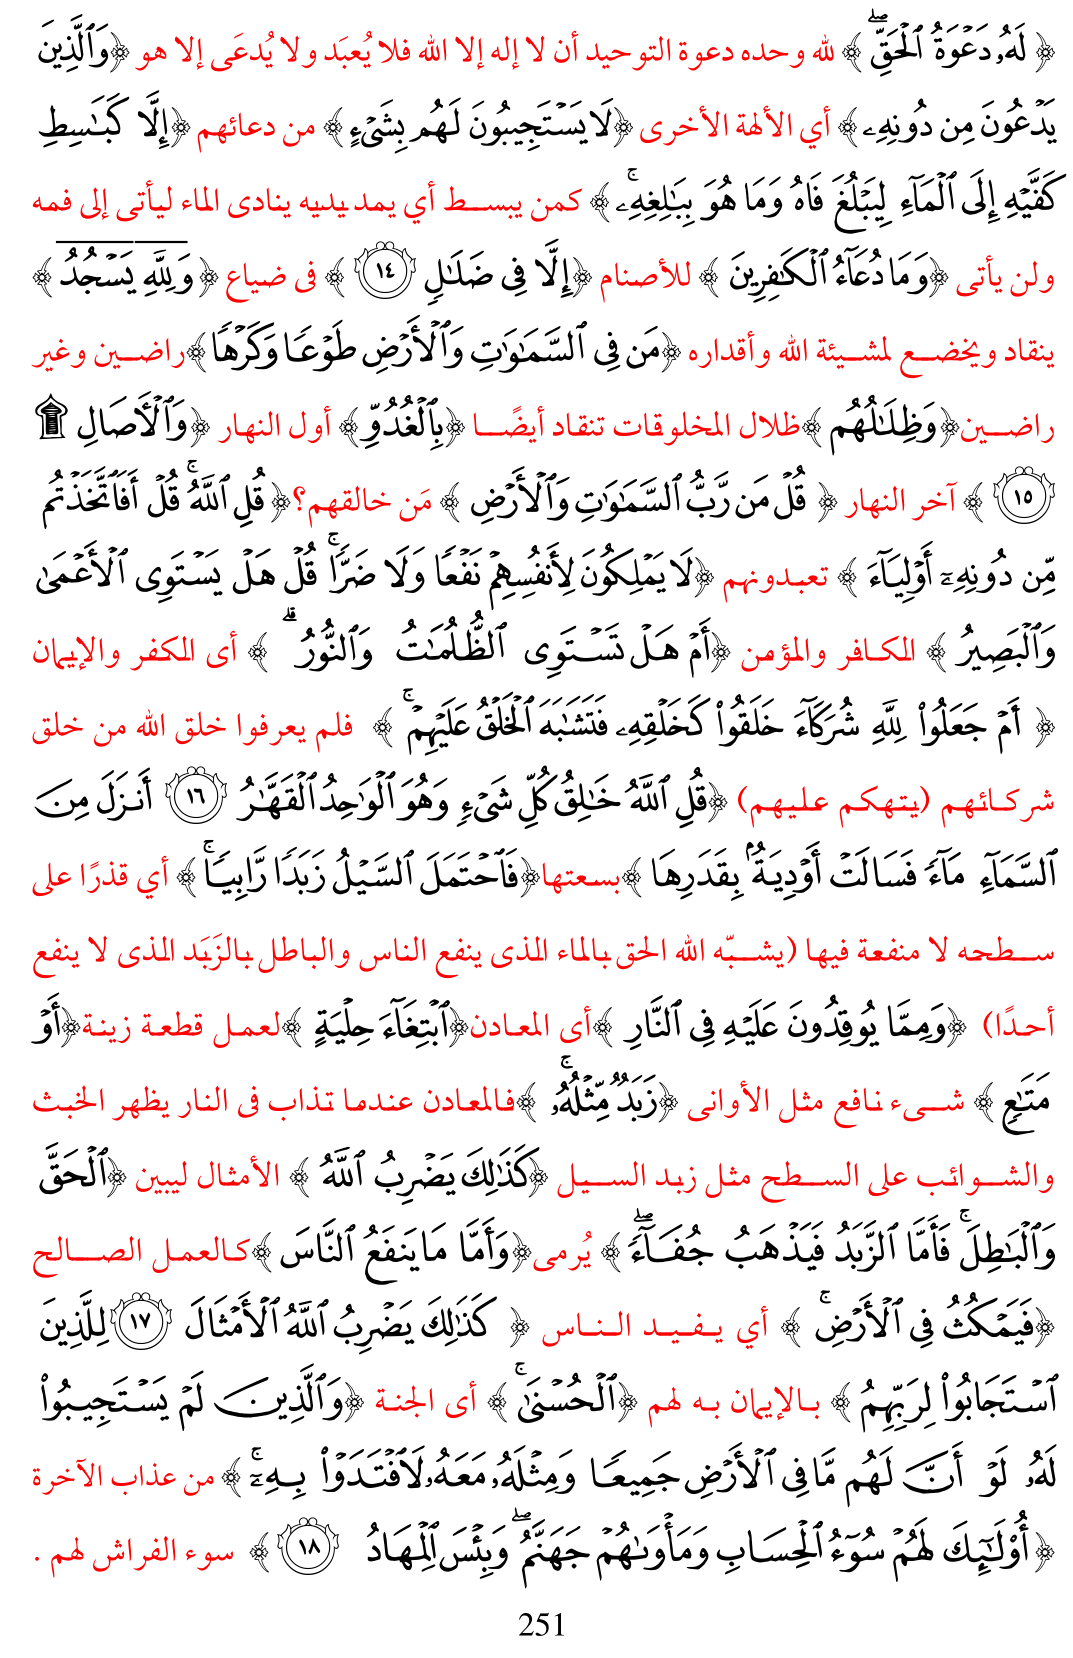 ﴿ لَهُۥ دَعۡوَةُ ٱلۡحَقِّۖ ﴾ لله وحده دعوة التوحيد أن لا إله إلا الله فلا يُعبَد ولا يُدعَى إلا هو ﴿وَٱلَّذِينَ
يَدۡعُونَ مِن دُونِهِۦ﴾ أي الألهة الأخرى ﴿لَا يَسۡتَجِيبُونَ لَهُم بِشَيۡءٍ﴾ من دعائهم ﴿إِلَّا كَبَٰسِطِ
كَفَّيۡهِ إِلَى ٱلۡمَآءِ لِيَبۡلُغَ فَاهُ وَمَا هُوَ بِبَٰلِغِهِۦۚ﴾ كمن يبسط أي يمد يديه ينادى الماء ليأتى إلى فمه
ولن يأتى ﴿وَمَا دُعَآءُ ٱلۡكَٰفِرِينَ ﴾ للأصنام ﴿إِلَّا فِي ضَلَٰلٖ ١٤ ﴾ فى ضياع ﴿وَلِلَّهِۤ يَسۡجُدُۤ ﴾
ينقاد ويخضع لمشيئة الله وأقداره ﴿مَن فِي ٱلسَّمَٰوَٰتِ وَٱلۡأَرۡضِ طَوۡعٗا وَكَرۡهٗا﴾راضين وغير
راضين﴿وَظِلَٰلُهُم ﴾ظلال المخلوقات تنقاد أيضًا ﴿بِٱلۡغُدُوِّ﴾ أول النهار ﴿وَٱلۡأٓصَالِ ۩
١٥ ﴾ آخر النهار ﴿ قُلۡ مَن رَّبُّ ٱلسَّمَٰوَٰتِ وَٱلۡأَرۡضِ ﴾ مَن خالقهم؟﴿قُلِ ٱللَّهُۚ قُلۡ أَفَٱتَّخَذۡتُم
مِّن دُونِهِۦٓ أَوۡلِيَآءَ ﴾ تعبدونهم ﴿لَا يَمۡلِكُونَ لِأَنفُسِهِمۡ نَفۡعٗا وَلَا ضَرّٗاۚ قُلۡ هَلۡ يَسۡتَوِي ٱلۡأَعۡمَىٰ
وَٱلۡبَصِيرُ ﴾ الكافر والمؤمن ﴿أَمۡ هَلۡ تَسۡتَوِي ٱلظُّلُمَٰتُ وَٱلنُّورُۗ ﴾ أى الكفر والإيمان
﴿ أَمۡ جَعَلُواْ لِلَّهِ شُرَكَآءَ خَلَقُواْ كَخَلۡقِهِۦ فَتَشَٰبَهَ ٱلۡخَلۡقُ عَلَيۡهِمۡۚ ﴾ فلم يعرفوا خلق الله من خلق
شركائهم (يتهكم عليهم) ﴿قُلِ ٱللَّهُ خَٰلِقُ كُلِّ شَيۡءٖ وَهُوَ ٱلۡوَٰحِدُ ٱلۡقَهَّٰرُ ١٦ أَنزَلَ مِنَ
ٱلسَّمَآءِ مَآءٗ فَسَالَتۡ أَوۡدِيَةُۢ بِقَدَرِهَا ﴾بسعتها﴿فَٱحۡتَمَلَ ٱلسَّيۡلُ زَبَدٗا رَّابِيٗاۚ ﴾ أي قذرًا على
سطحه لا منفعة فيها (يشبّه الله الحق بالماء الذى ينفع الناس والباطل بالزَبَد الذى لا ينفع
أحدًا) ﴿وَمِمَّا يُوقِدُونَ عَلَيۡهِ فِي ٱلنَّارِ ﴾أى المعادن﴿ٱبۡتِغَآءَ حِلۡيَةٍ ﴾لعمل قطعة زينة﴿أَوۡ
مَتَٰعٖ ﴾ شىء نافع مثل الأوانى ﴿زَبَدٞ مِّثۡلُهُۥۚ ﴾فالمعادن عندما تذاب فى النار يظهر الخبث
والشوائب على السطح مثل زبد السيل ﴿كَذَٰلِكَ يَضۡرِبُ ٱللَّهُ ﴾ الأمثال ليبين ﴿ٱلۡحَقَّ
وَٱلۡبَٰطِلَۚ فَأَمَّا ٱلزَّبَدُ فَيَذۡهَبُ جُفَآءٗۖ﴾ يُرمى﴿وَأَمَّا مَا يَنفَعُ ٱلنَّاسَ ﴾كالعمل الصالح
﴿فَيَمۡكُثُ فِي ٱلۡأَرۡضِۚ ﴾ أي يفيد الناس ﴿ كَذَٰلِكَ يَضۡرِبُ ٱللَّهُ ٱلۡأَمۡثَالَ ١٧ لِلَّذِينَ
ٱسۡتَجَابُواْ لِرَبِّهِمُ ﴾ بالإيمان به لهم ﴿ٱلۡحُسۡنَىٰۚ ﴾ أى الجنة ﴿وَٱلَّذِينَ لَمۡ يَسۡتَجِيبُواْ
لَهُۥ لَوۡ أَنَّ لَهُم مَّا فِي ٱلۡأَرۡضِ جَمِيعٗا وَمِثۡلَهُۥ مَعَهُۥ لَٱفۡتَدَوۡاْ بِهِۦٓۚ ﴾ من عذاب الآخرة
﴿ أُوْلَٰٓئِكَ لَهُمۡ سُوٓءُ ٱلۡحِسَابِ وَمَأۡوَىٰهُمۡ جَهَنَّمُۖ وَبِئۡسَ ٱلۡمِهَادُ ١٨ ﴾ سوء الفراش لهم .
251